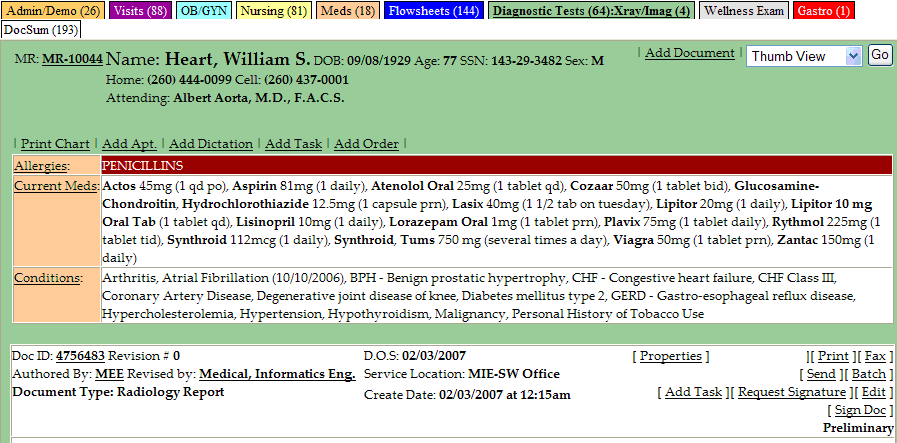 Admin/Demo (26) Visits (88) OB/GYN Nursing (81) Meds (18) Flowsheets (144) Diagnostic Tests (64):Xray/Imag (4) Wellness Exam Gastro (1)
DocSum (193)
MR: MR-10044 Name: Heart, William S. DOB: 09/08/1929 Age: 77 SSN: 143-29-3482 Sex: M | Add Document | Thumb View Go
Home: (260) 444-0099 Cell: (260) 437-0001
Attending: Albert Aorta, M.D., F.A.C.S.
| Print Chart | Add Apt. | Add Dictation | Add Task | Add Order |
Allergies: PENICILLINS
Current Meds: Actos 45mg (1 qd po), Aspirin 81mg (1 daily), Atenolol Oral 25mg (1 tablet qd), Cozaar 50mg (1 tablet bid), Glucosamine-
Chondroitin, Hydrochlorothiazide 12.5mg (1 capsule prn), Lasix 40mg (1 1/2 tab on tuesday), Lipitor 20mg (1 daily), Lipitor 10 mg
Oral Tab (1 tablet qd), Lisinopril 10mg (1 daily), Lorazepam Oral 1mg (1 tablet prn), Plavix 75mg (1 tablet daily), Rythmol 225mg (1
tablet tid), Synthroid 112mcg (1 daily), Synthroid, Tums 750 mg (several times a day), Viagra 50mg (1 tablet prn), Zantac 150mg (1
daily)
Conditions: Arthritis, Atrial Fibrillation (10/10/2006), BPH - Benign prostatic hypertrophy, CHF - Congestive heart failure, CHF Class III,
Coronary Artery Disease, Degenerative joint disease of knee, Diabetes mellitus type 2, GERD - Gastro-esophageal reflux disease,
Hypercholesterolemia, Hypertension, Hypothyroidism, Malignancy, Personal History of Tobacco Use
Doc ID: 4756483 Revision # 0 D.O.S: 02/03/2007 [ Properties ] ][ Print ][ Fax ]
Authored By: MEE Revised by: Medical, Informatics Eng. Service Location: MIE-SW Office [ Send ][ Batch ]
Document Type: Radiology Report Create Date: 02/03/2007 at 12:15am [ Add Task ][ Request Signature ][ Edit ]
[ Sign Doc ]
Preliminary